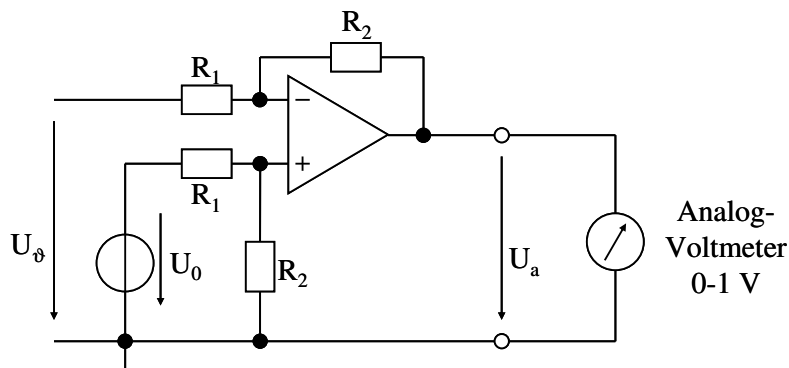 R₂
R₁
−
+
R₁
Uϑ
U₀
R₂
Uₐ
Analog-
Voltmeter
0-1 V